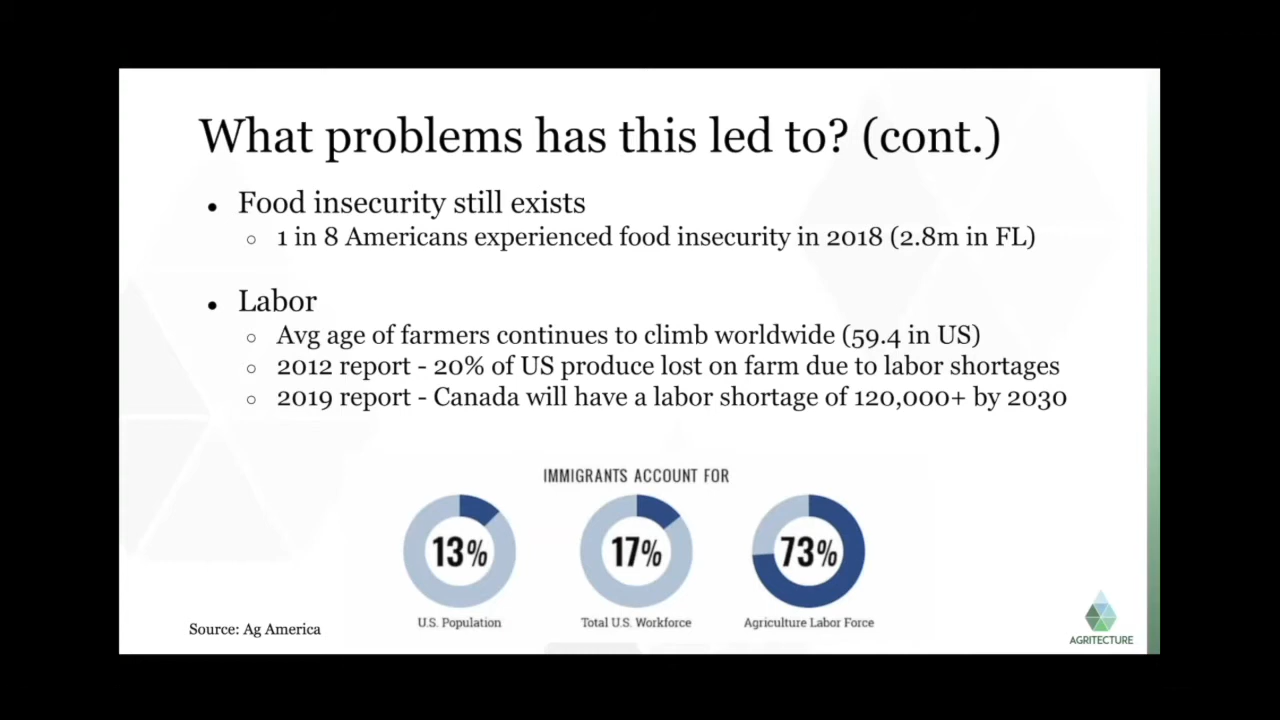 What problems has this led to? (cont.)
● Food insecurity still exists
○ 1 in 8 Americans experienced food insecurity in 2018 (2.8m in FL)
● Labor
○ Avg age of farmers continues to climb worldwide (59.4 in US)
○ 2012 report - 20% of US produce lost on farm due to labor shortages
○ 2019 report - Canada will have a labor shortage of 120,000+ by 2030
IMMIGRANTS ACCOUNT FOR
13% 17% 73%
U.S. Population Total U.S. Workforce Agriculture Labor Force
Source: Ag America
AGRITECTURE